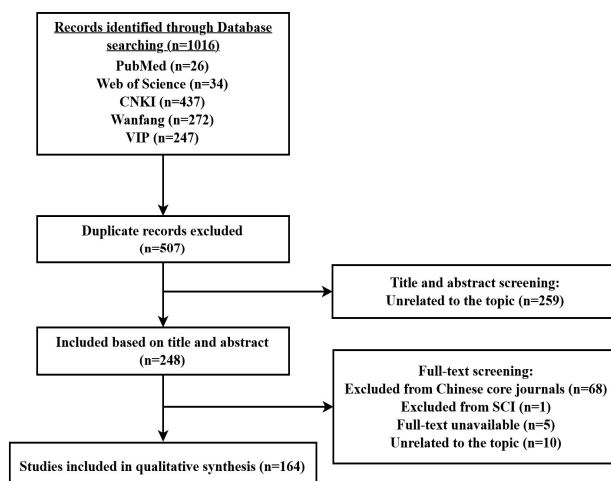 Records identified through Database
searching (n=1016)
PubMed (n=26)
Web of Science (n=34)
CNKI (n=437)
Wanfang (n=272)
VIP (n=247)
Duplicate records excluded
(n=507)
Title and abstract screening:
Unrelated to the topic (n=259)
Included based on title and abstract
(n=248)
Full-text screening:
Excluded from Chinese core journals (n=68)
Excluded from SCI (n=1)
Full-text unavailable (n=5)
Unrelated to the topic (n=10)
Studies included in qualitative synthesis (n=164)